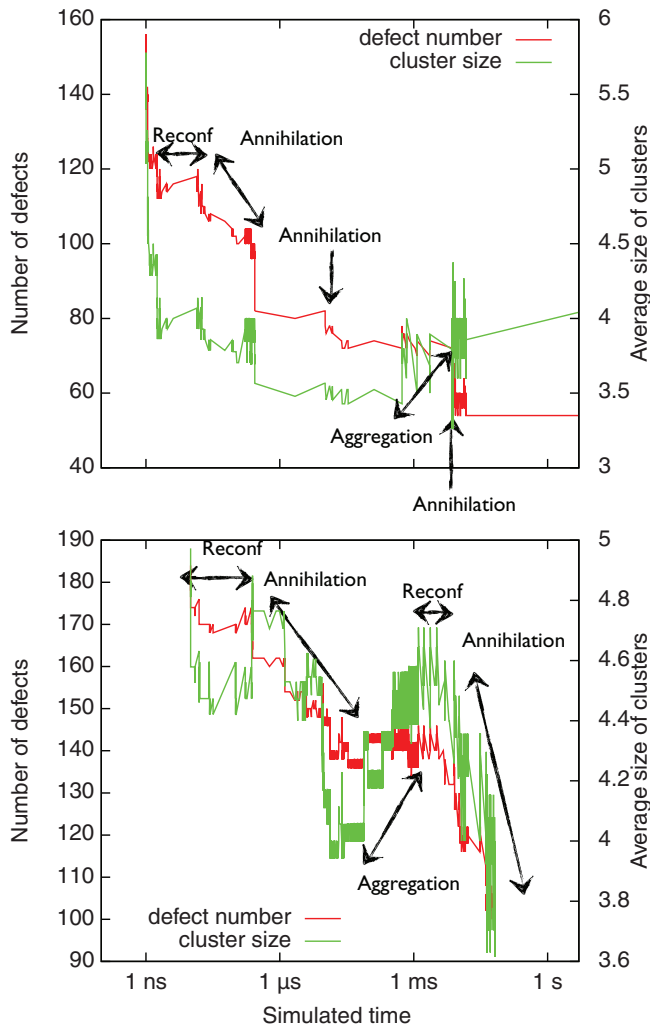 160
140
120
100
80
60
40
Number of defects
6
5.5
5
4.5
4
3.5
3
Average size of clusters
defect number
cluster size
Reconf
Annihilation
Annihilation
Aggregation
Annihilation
190
180
170
160
150
140
130
120
110
100
90
Number of defects
5
4.8
4.6
4.4
4.2
4
3.8
3.6
Average size of clusters
Reconf
Annihilation
Reconf
Annihilation
Aggregation
defect number
cluster size
1 ns
1 µs
1 ms
1 s
Simulated time